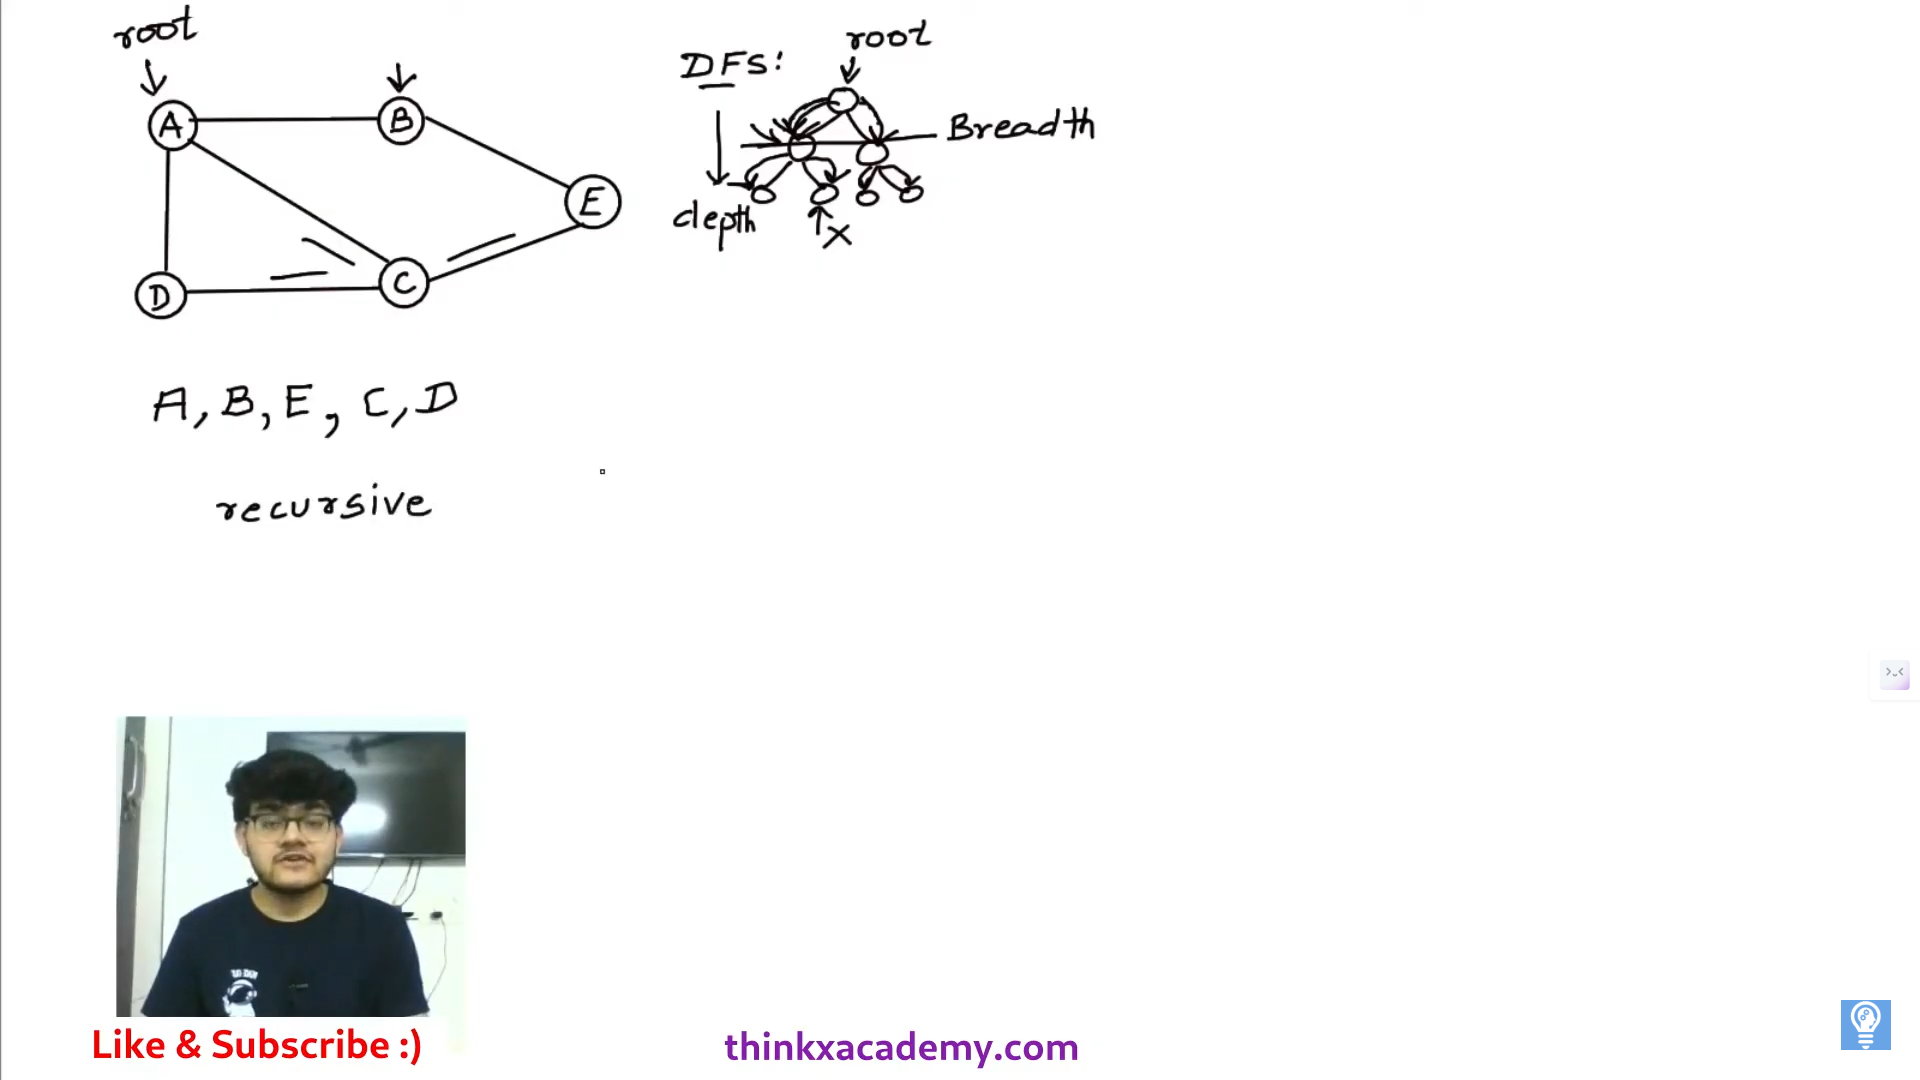 root
A
B
E
D
C
DFS:
root
Breadth
depth
X
A, B, E, C, D
recursive
Like & Subscribe :)
thinkxacademy.com